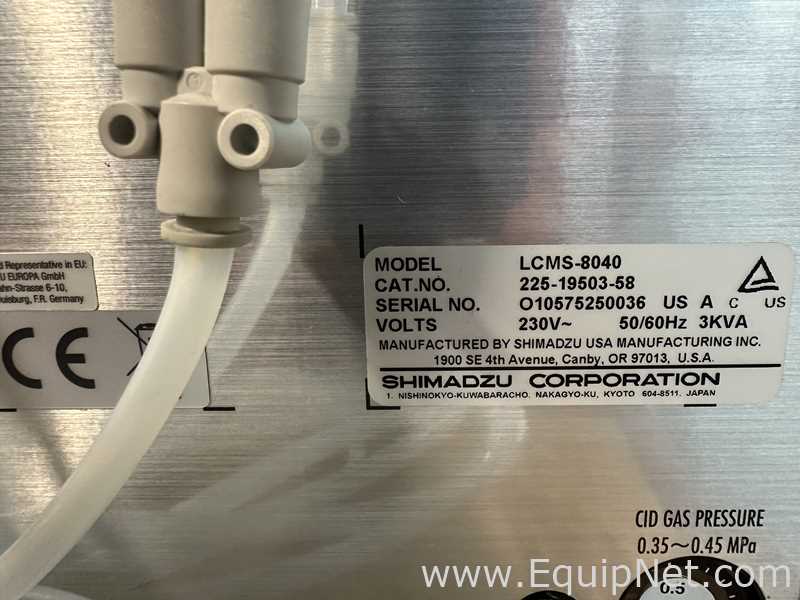 d Representative in EU:
U EUROPA GmbH
ahn-Strasse 6-10,
uisburg, F.R. Germany
CE
MODEL LCMS-8040
CAT.NO. 225-19503-58
SERIAL NO. O10575250036 US A C US
VOLTS 230V~ 50/60Hz 3KVA
MANUFACTURED BY SHIMADZU USA MANUFACTURING INC.
1900 SE 4th Avenue, Canby, OR 97013, U.S.A.
SHIMADZU CORPORATION
1. NISHINOKYO-KUWABARACHO, NAKAGYO-KU, KYOTO 604-8511, JAPAN
CID GAS PRESSURE
0.35~0.45 MPa
0.5
www.EquipNet.com